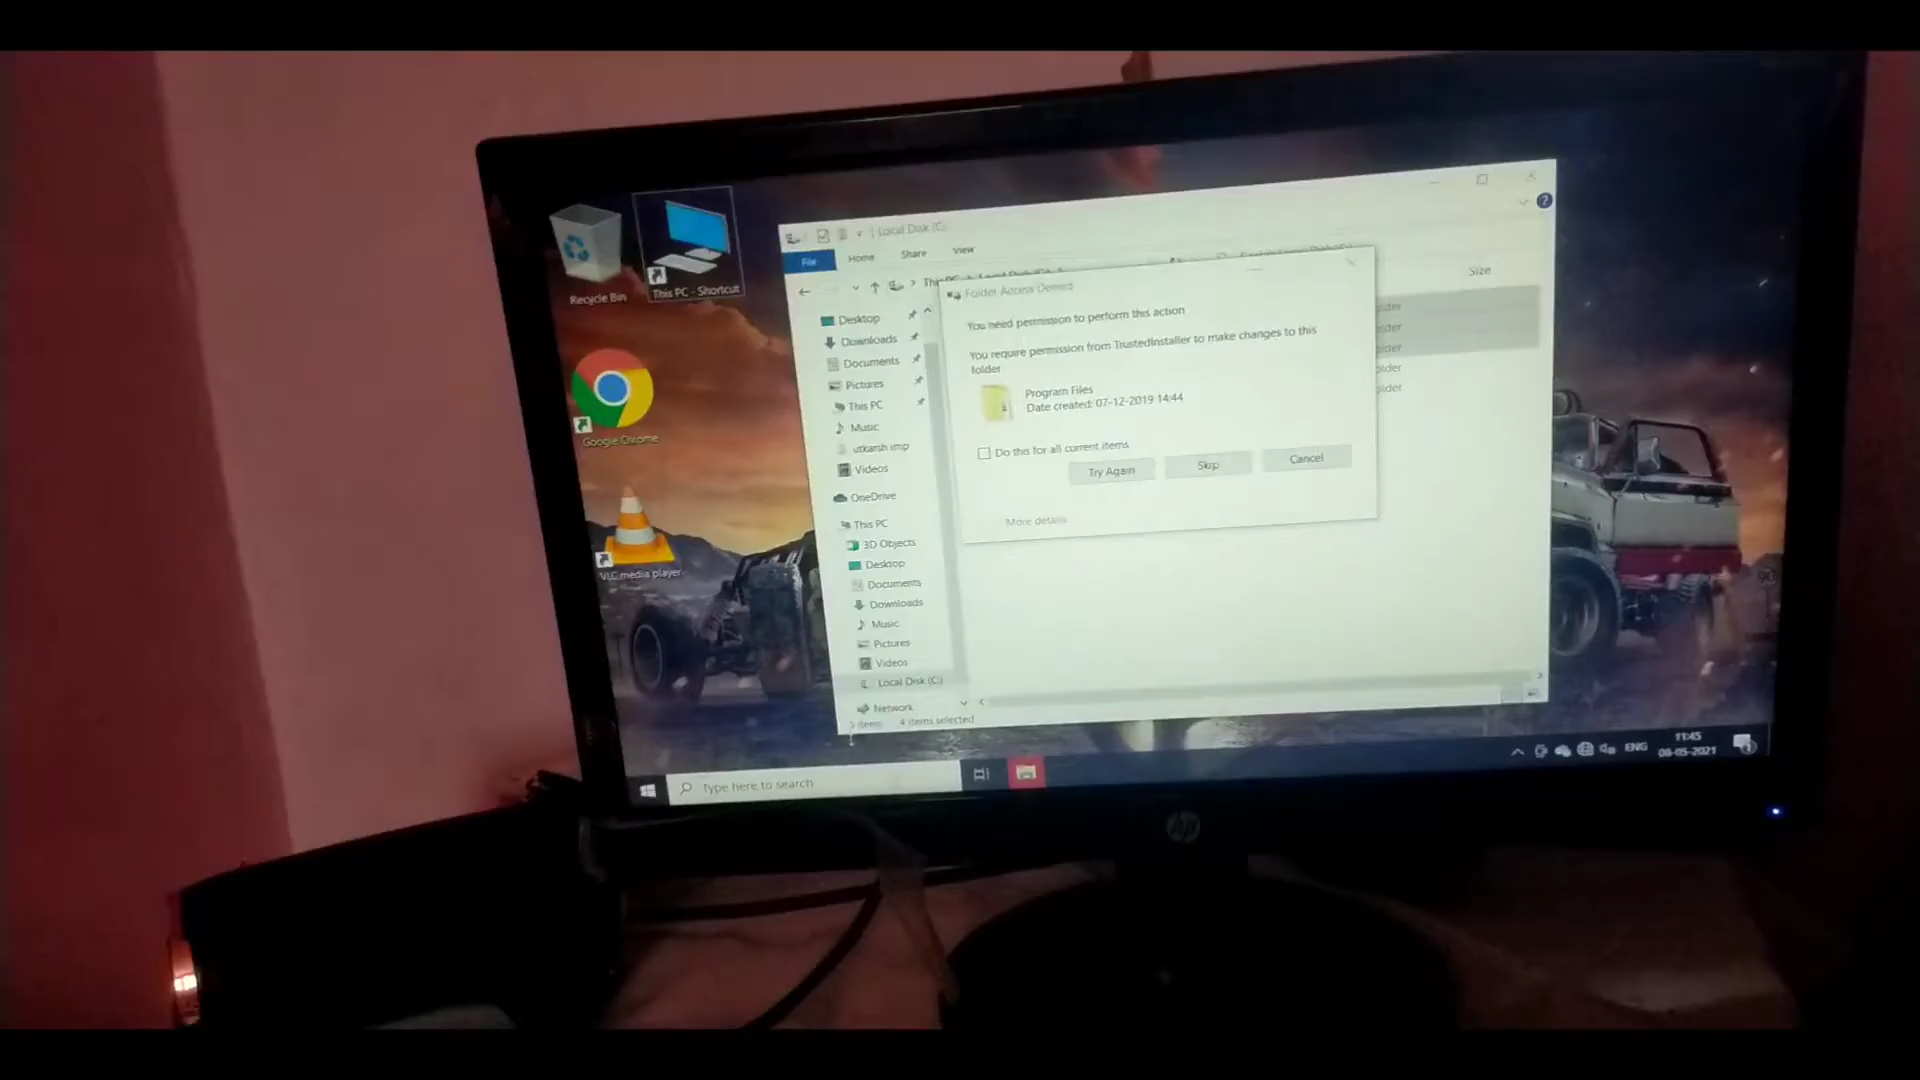 Recycle Bin
This PC - Shortcut
Google Chrome
VLC media player
Local Disk (C:
File
Home
Share
View
Size
Desktop
Downloads
Documents
Pictures
This PC
Music
utkarsh imp
Videos
OneDrive
This PC
3D Objects
Desktop
Documents
Downloads
Music
Pictures
Videos
Local Disk (C:)
Network
4 items selected
Folder Access Denied
You need permission to perform this action
You require permission from TrustedInstaller to make changes to this
folder
Program Files
Date created: 07-12-2019 14:44
Do this for all current items
Try Again
Skip
Cancel
More details
Type here to search
ENG
11:45
08-05-2021
hp
90